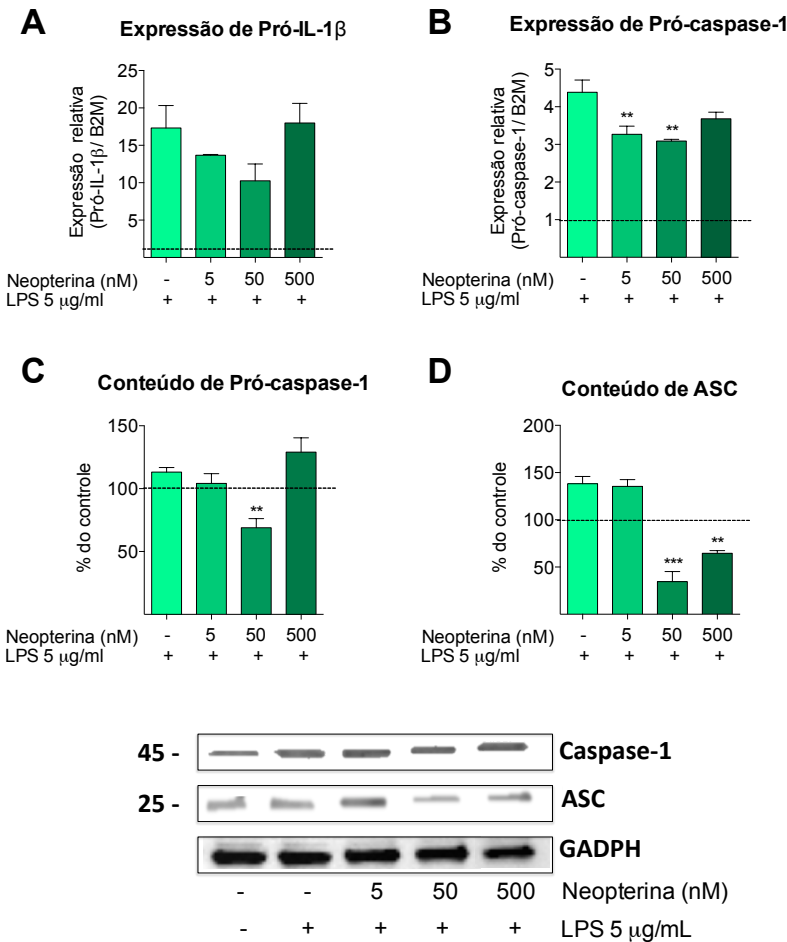 A
Expressão de Pró-IL-1β
Expressão relativa
(Pró-IL-1β/ B2M)
25
20
15
10
5
Neopterina (nM) - 5 50 500
LPS 5 μg/ml + + + +
B
Expressão de Pró-caspase-1
Expressão relativa
(Pró-caspase-1/ B2M)
5
4
3
2
1
** **
Neopterina (nM) - 5 50 500
LPS 5 μg/ml + + + +
C
Conteúdo de Pró-caspase-1
% do controle
150
100
50
**
Neopterina (nM) - 5 50 500
LPS 5 μg/ml + + + +
D
Conteúdo de ASC
% do controle
200
150
100
50
*** **
Neopterina (nM) - 5 50 500
LPS 5 μg/ml + + + +
45 - Caspase-1
25 - ASC
GADPH
- - 5 50 500 Neopterina (nM)
- + + + + LPS 5 μg/mL